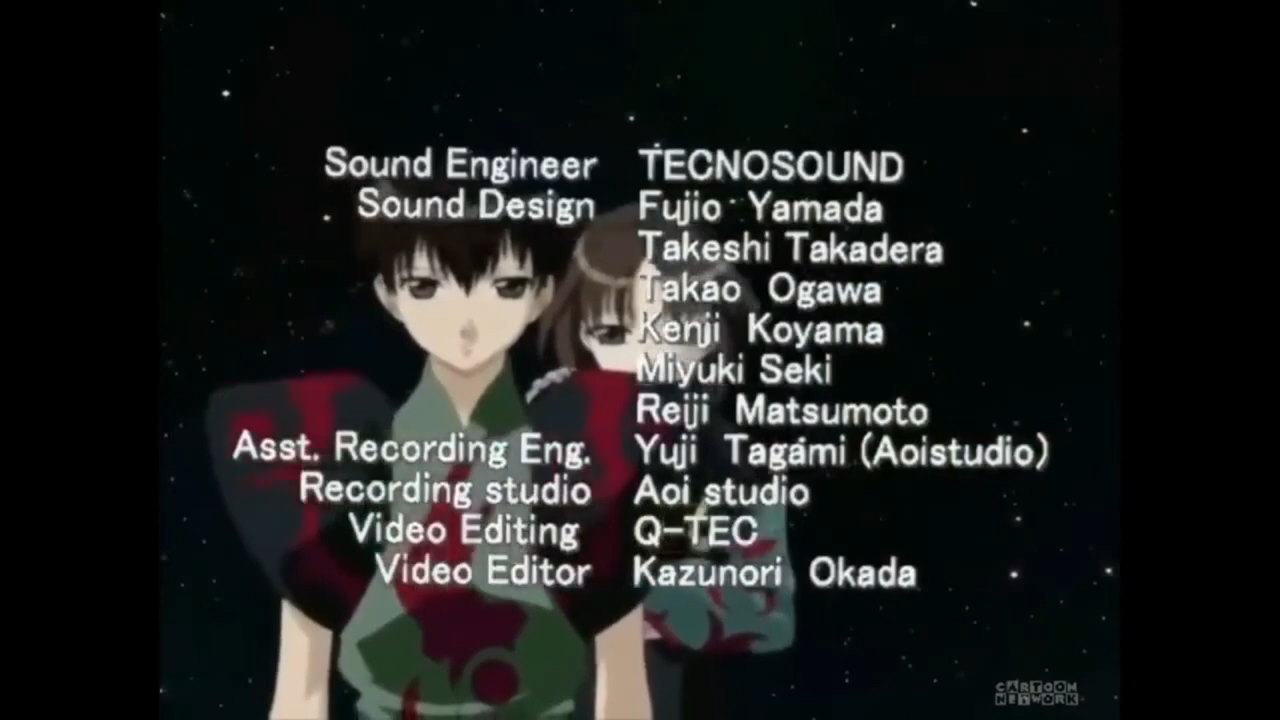 Sound Engineer TECNOSOUND
Sound Design Fujio Yamada
Takeshi Takadera
Takao Ogawa
Kenji Koyama
Miyuki Seki
Reiji Matsumoto
Asst. Recording Eng. Yuji Tagami (Aoistudio)
Recording studio Aoi studio
Video Editing Q-TEC
Video Editor Kazunori Okada
CARTOON
NETWORK